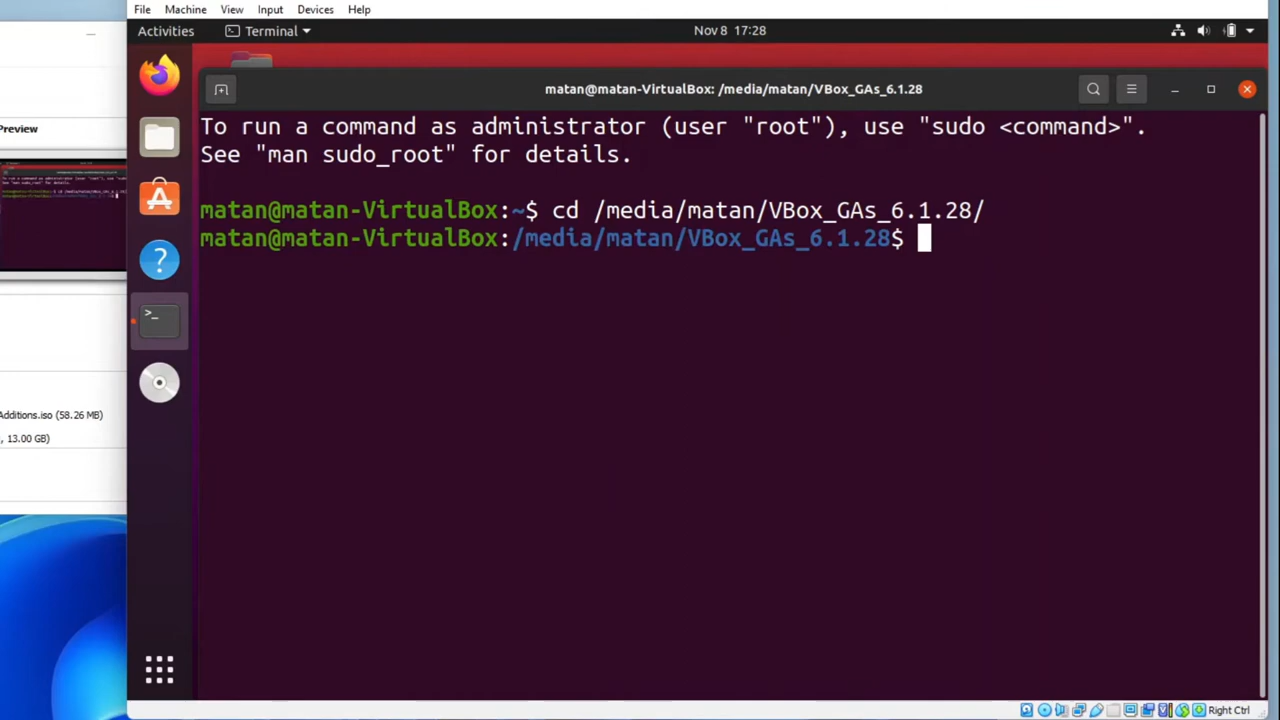 File Machine View Input Devices Help
Activities Terminal Nov 8 17:28
matan@matan-VirtualBox: /media/matan/VBox_GAs_6.1.28
Preview
To run a command as administrator (user "root"), use "sudo <command>".
See "man sudo_root" for details.
matan@matan-VirtualBox:~$ cd /media/matan/VBox_GAs_6.1.28/
matan@matan-VirtualBox:/media/matan/VBox_GAs_6.1.28$
Additions.iso (58.26 MB)
, 13.00 GB)
Right Ctrl